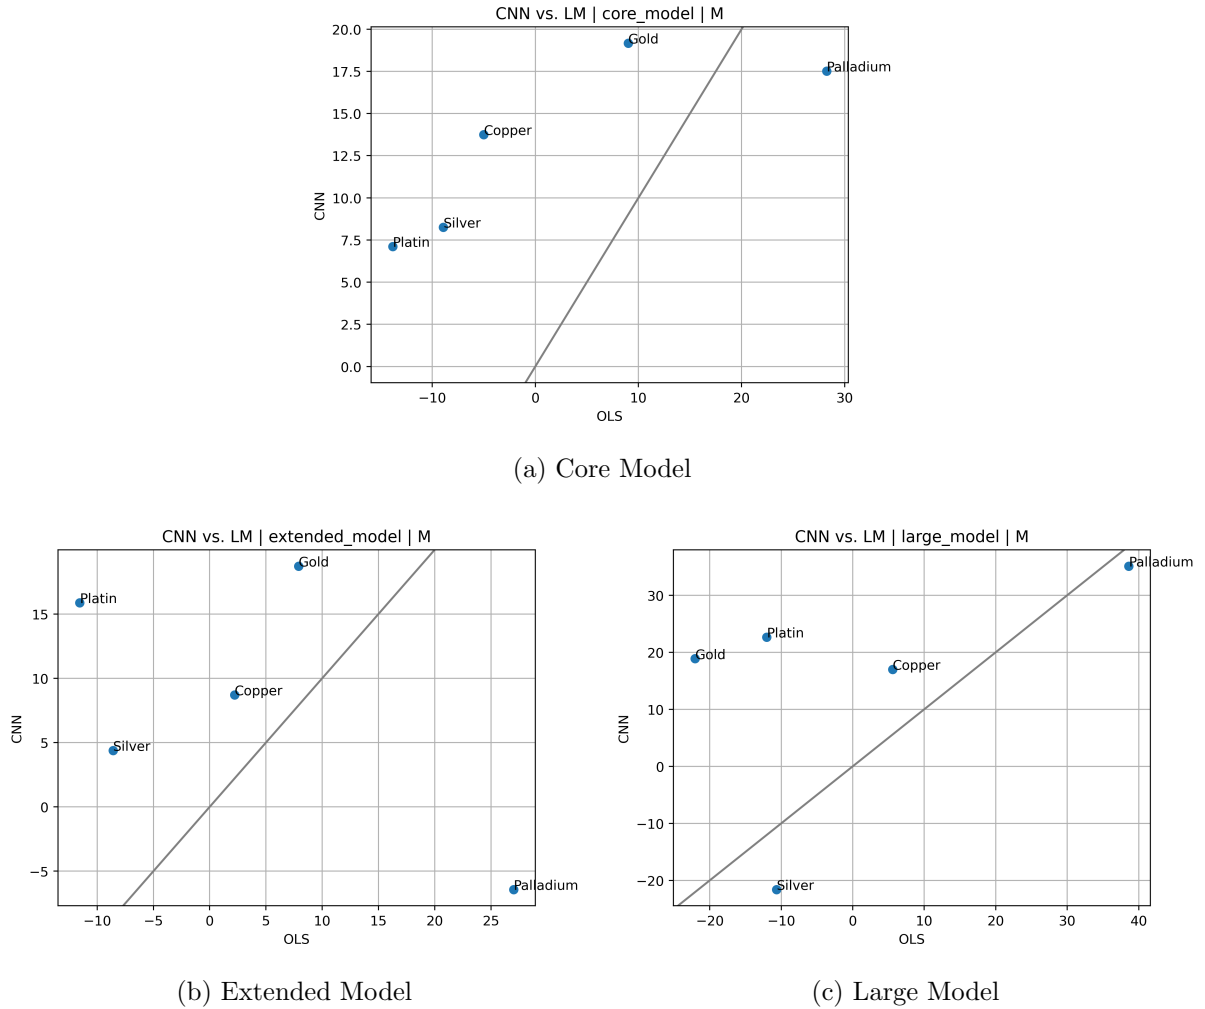 CNN vs. LM | core_model | M
20.0
17.5
15.0
12.5
10.0
7.5
5.0
2.5
0.0
CNN
Gold
Palladium
Copper
Silver
Platin
−10 0 10 20 30
OLS
(a) Core Model
CNN vs. LM | extended_model | M
15
10
5
0
−5
CNN
Gold
Platin
Copper
Silver
Palladium
−10 −5 0 5 10 15 20 25
OLS
(b) Extended Model
CNN vs. LM | large_model | M
30
20
10
0
−10
−20
CNN
Palladium
Platin
Gold
Copper
Silver
−20 −10 0 10 20 30 40
OLS
(c) Large Model